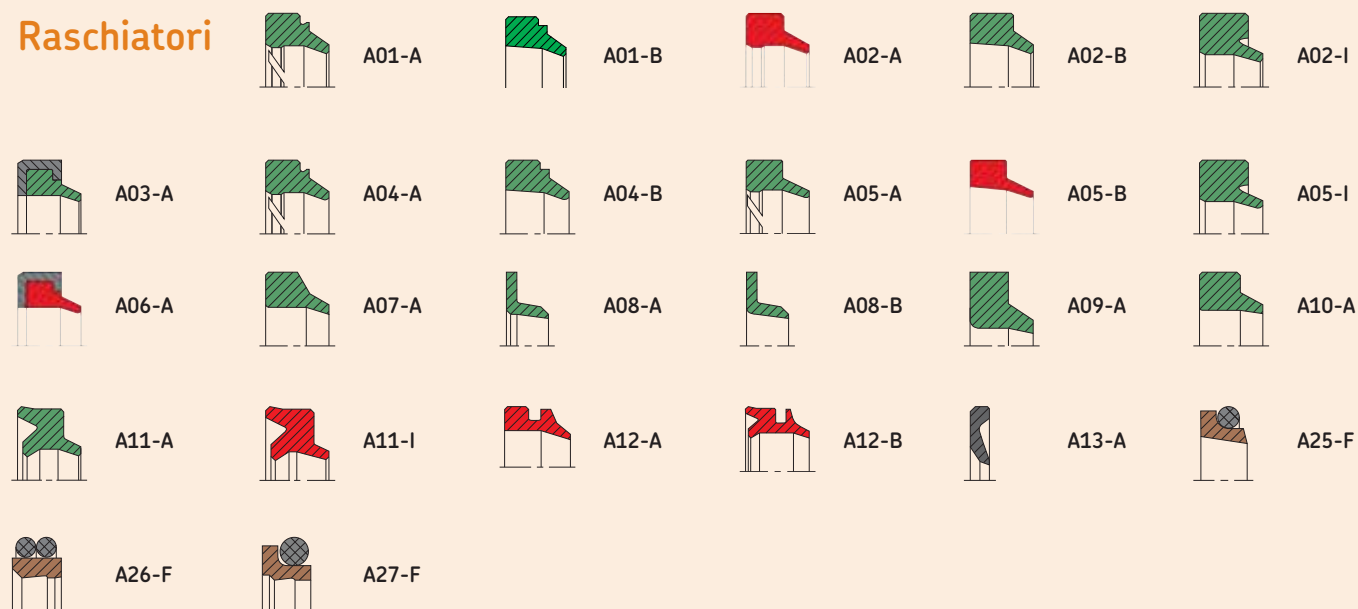 Raschiatori
A01-A
A01-B
A02-A
A02-B
A02-I
A03-A
A04-A
A04-B
A05-A
A05-B
A05-I
A06-A
A07-A
A08-A
A08-B
A09-A
A10-A
A11-A
A11-I
A12-A
A12-B
A13-A
A25-F
A26-F
A27-F